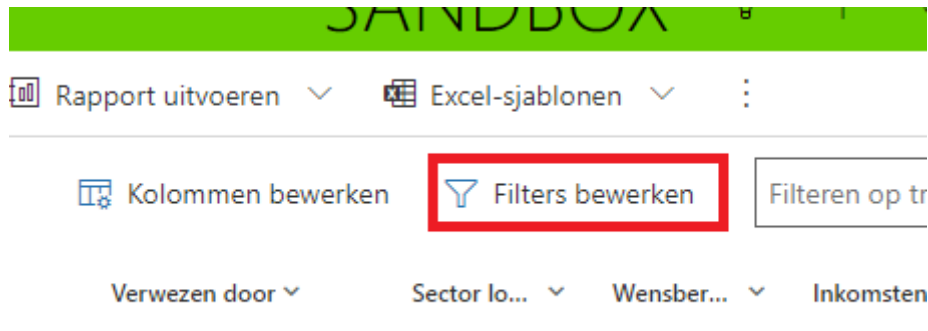 SANDBOX
Rapport uitvoeren Excel-sjablonen
Kolommen bewerken Filters bewerken Filteren op tr
Verwezen door Sector lo... Wensber... Inkomsten